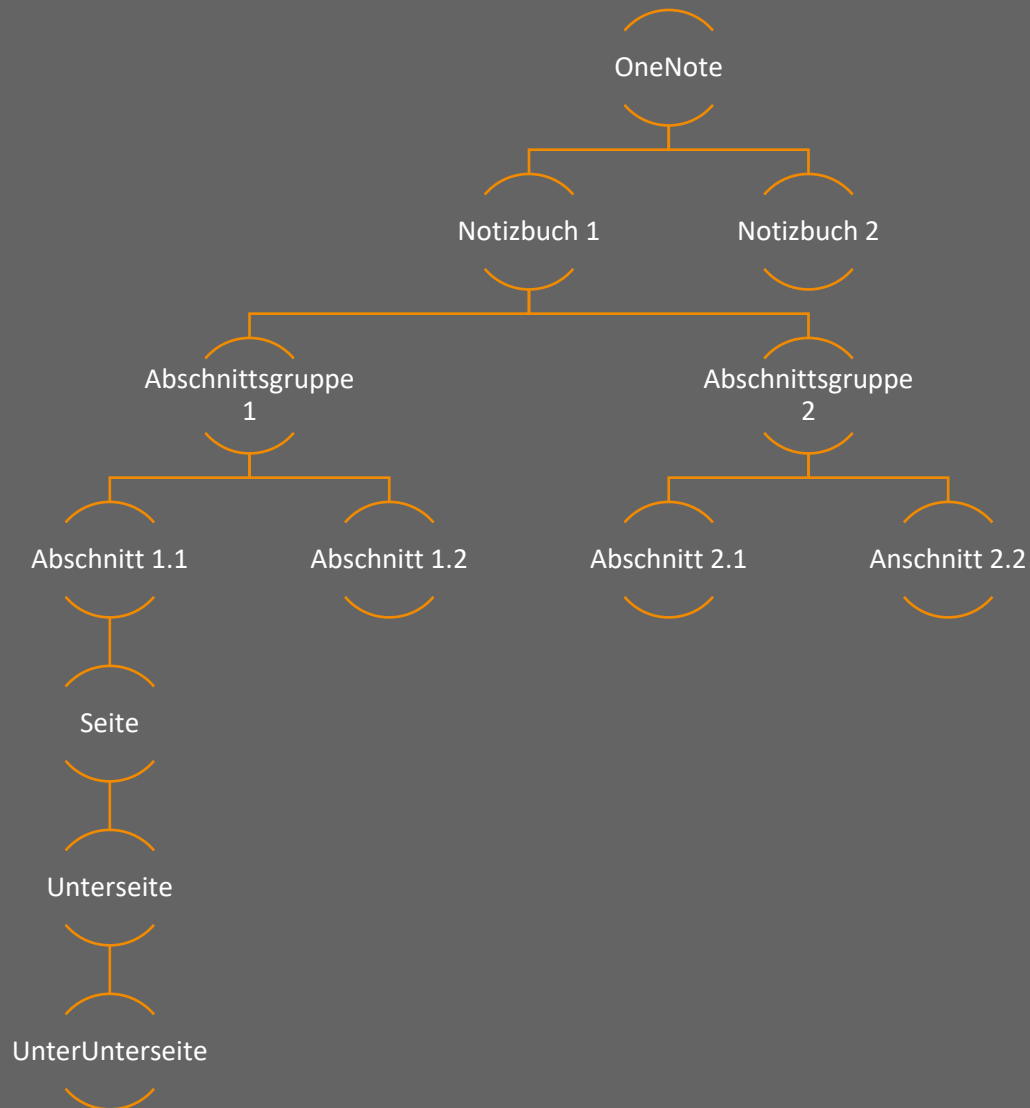 OneNote
Notizbuch 1
Notizbuch 2
Abschnittsgruppe
1
Abschnittsgruppe
2
Abschnitt 1.1
Abschnitt 1.2
Abschnitt 2.1
Anschnitt 2.2
Seite
Unterseite
UnterUnterseite